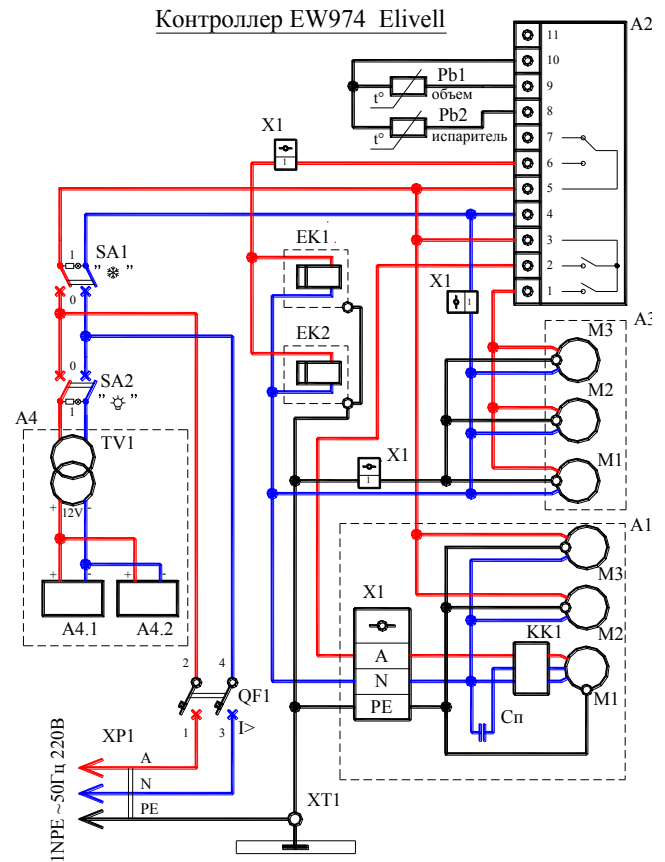 Контроллер EW974 Elivell
A2
11
10
9
8
7
6
5
4
3
2
1
Pb1
объем
t°
Pb2
испаритель
t°
X1
1
SA1
1
" "
0
EK1
EK2
X1
1
A3
M3
M2
M1
0
SA2
1
" "
A4
TV1
12V
+ -
+ - + -
A4.1 A4.2
X1
1
A1
M3
M2
M1
X1
A
N
PE
KK1
Сп
2 4
QF1
1 3 I>
XP1
A
N
PE
1NPE ~50Гц 220В
XT1